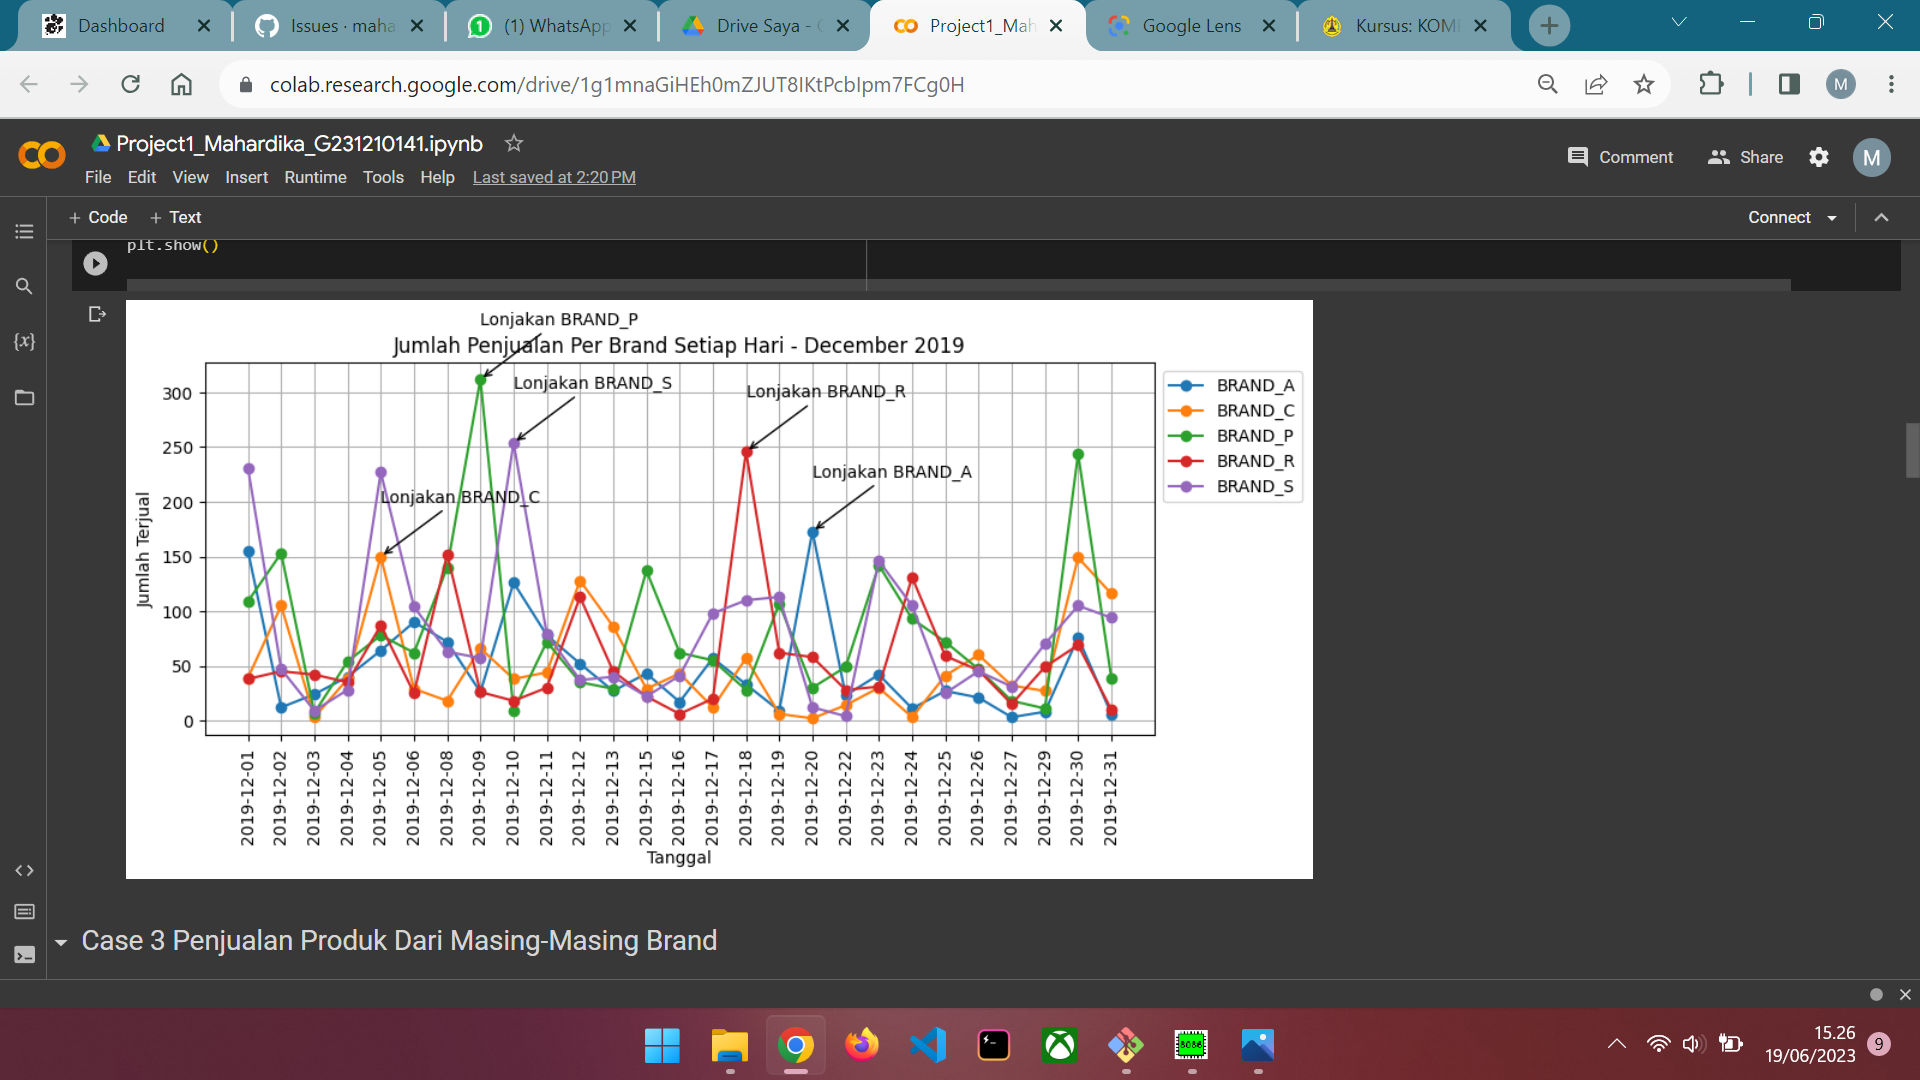 Dashboard
Issues · maha
(1) WhatsApp
Drive Saya -
Project1_Mah
Google Lens
Kursus: KOM
colab.research.google.com/drive/1g1mnaGiHEh0mZJUT8IKtPcbIpm7FCg0H
M
Project1_Mahardika_G231210141.ipynb
Comment
Share
M
File Edit View Insert Runtime Tools Help Last saved at 2:20 PM
+ Code + Text
Connect
plt.show()
{x}
Lonjakan BRAND_P
Jumlah Penjualan Per Brand Setiap Hari - December 2019
Lonjakan BRAND_S
Lonjakan BRAND_R
Lonjakan BRAND_A
Lonjakan BRAND_C
BRAND_A
BRAND_C
BRAND_P
BRAND_R
BRAND_S
Jumlah Terjual
300
250
200
150
100
50
0
2019-12-01
2019-12-02
2019-12-03
2019-12-04
2019-12-05
2019-12-06
2019-12-08
2019-12-09
2019-12-10
2019-12-11
2019-12-12
2019-12-13
2019-12-15
2019-12-16
2019-12-17
2019-12-18
2019-12-19
2019-12-20
2019-12-22
2019-12-23
2019-12-24
2019-12-25
2019-12-26
2019-12-27
2019-12-29
2019-12-30
2019-12-31
Tanggal
Case 3 Penjualan Produk Dari Masing-Masing Brand
8086
15.26
19/06/2023
9